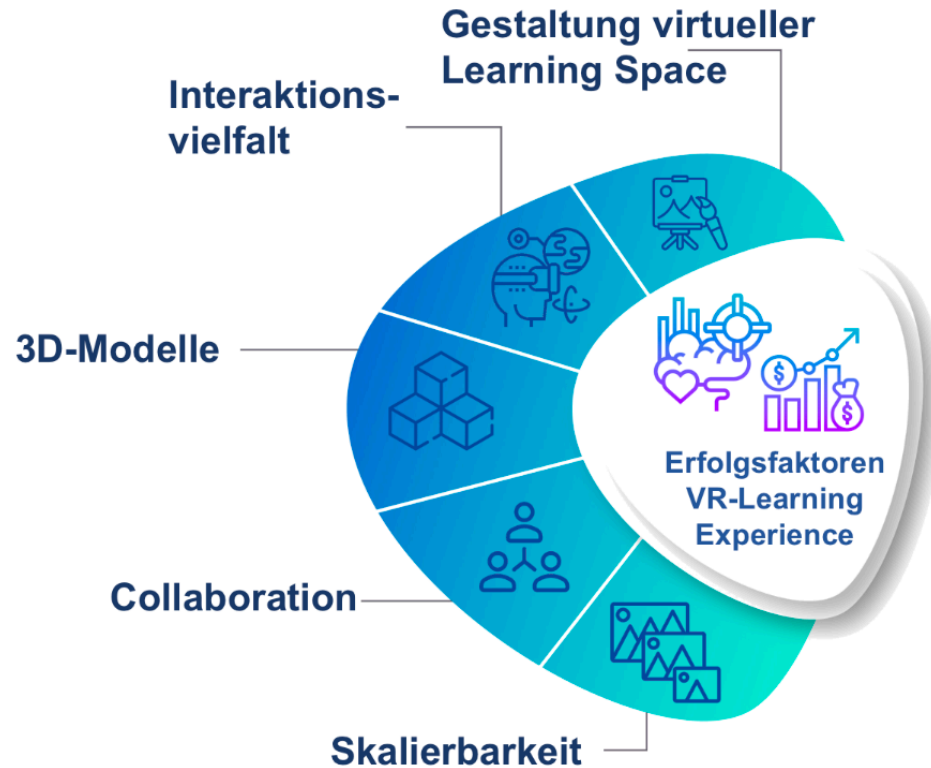 Gestaltung virtueller
Learning Space
Interaktions-
vielfalt
3D-Modelle
Collaboration
Skalierbarkeit
Erfolgsfaktoren
VR-Learning
Experience
$
$